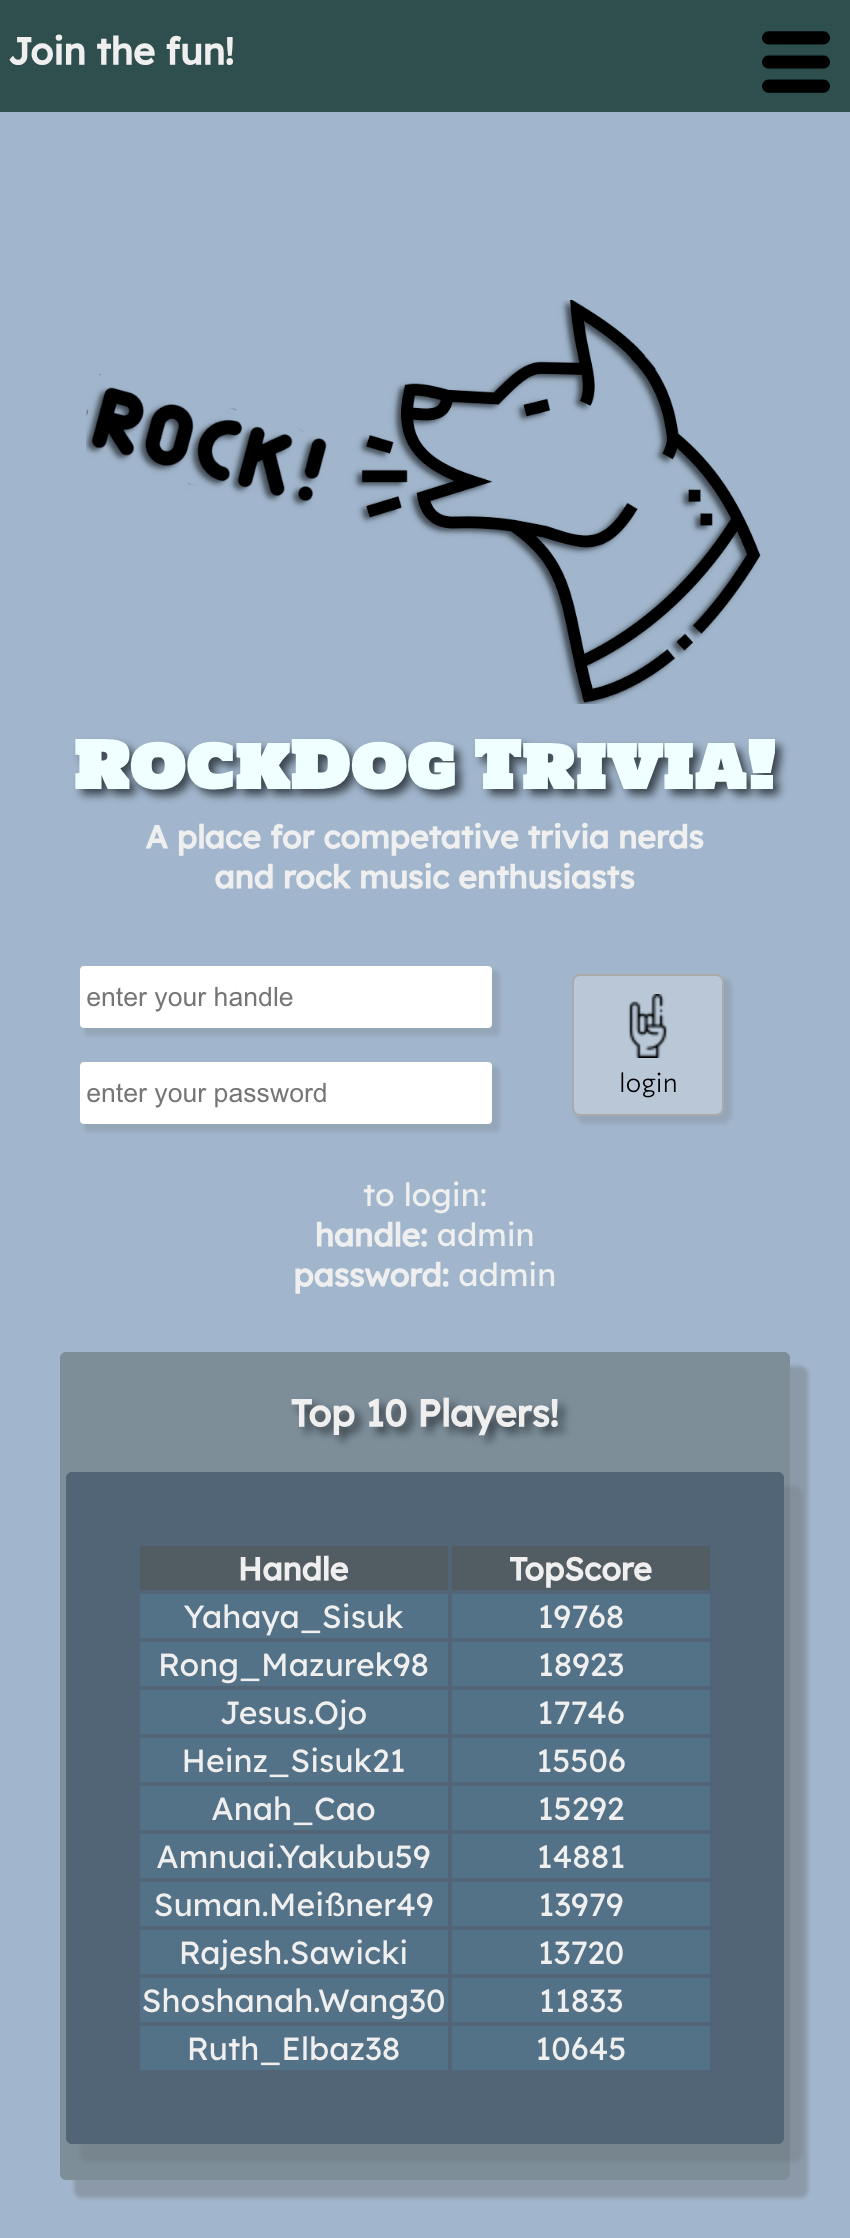 Join the fun!
ROCK!
RockDog Trivia!
A place for competative trivia nerds
and rock music enthusiasts
enter your handle
enter your password
login
to login:
handle: admin
password: admin
Top 10 Players!
Handle TopScore
Yahaya_Sisuk 19768
Rong_Mazurek98 18923
Jesus.Ojo 17746
Heinz_Sisuk21 15506
Anah_Cao 15292
Amnuai.Yakubu59 14881
Suman.Meißner49 13979
Rajesh.Sawicki 13720
Shoshanah.Wang30 11833
Ruth_Elbaz38 10645